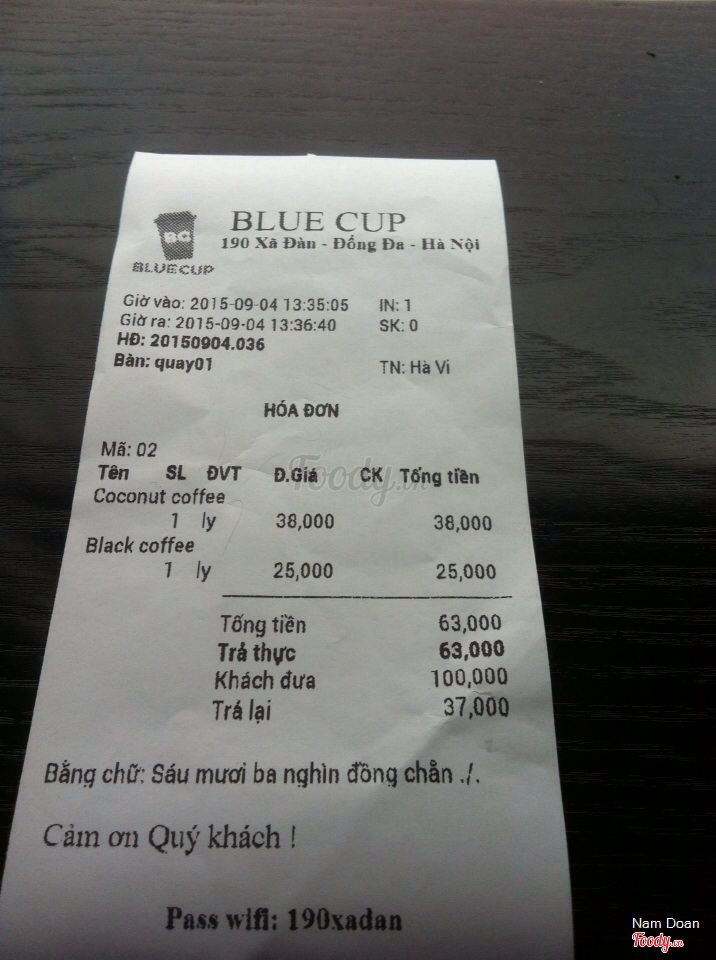 BLUE CUP
190 Xã Đàn - Đống Đa - Hà Nội
BC
BLUE CUP
Giờ vào: 2015-09-04 13:35:05 IN: 1
Giờ ra: 2015-09-04 13:36:40 SK: 0
HĐ: 20150904.036
Bàn: quay01 TN: Hà Vi
HÓA ĐƠN
Mã: 02
Tên SL ĐVT Đ.Giá CK Tổng tiền
Coconut coffee
1 ly 38,000 38,000
Black coffee
1 ly 25,000 25,000
Tổng tiền 63,000
Trả thực 63,000
Khách đưa 100,000
Trả lại 37,000
Bằng chữ: Sáu mươi ba nghìn đồng chẵn ./.
Cảm ơn Quý khách !
Pass wifi: 190xadan
Foody.vn
Nam Doan
Foody.vn